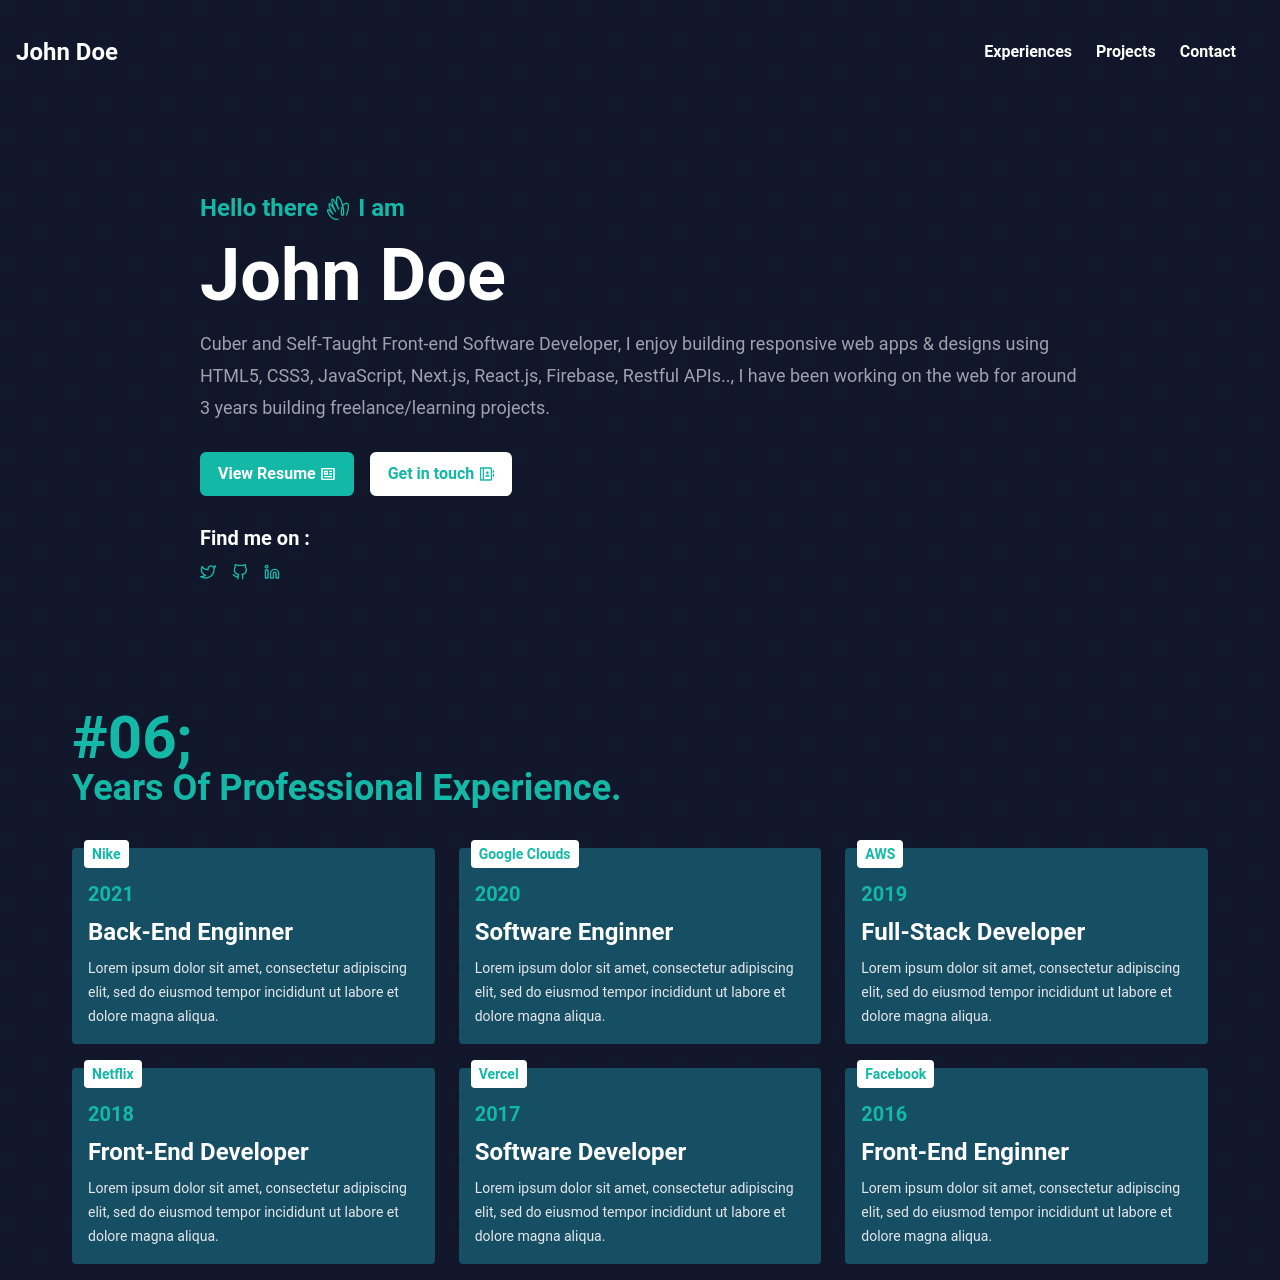 John Doe
Experiences Projects Contact
Hello there I am
John Doe
Cuber and Self-Taught Front-end Software Developer, I enjoy building responsive web apps & designs using
HTML5, CSS3, JavaScript, Next.js, React.js, Firebase, Restful APIs.., I have been working on the web for around
3 years building freelance/learning projects.
View Resume
Get in touch
Find me on :
#06;
Years Of Professional Experience.
Nike
2021
Back-End Enginner
Lorem ipsum dolor sit amet, consectetur adipiscing
elit, sed do eiusmod tempor incididunt ut labore et
dolore magna aliqua.
Google Clouds
2020
Software Enginner
Lorem ipsum dolor sit amet, consectetur adipiscing
elit, sed do eiusmod tempor incididunt ut labore et
dolore magna aliqua.
AWS
2019
Full-Stack Developer
Lorem ipsum dolor sit amet, consectetur adipiscing
elit, sed do eiusmod tempor incididunt ut labore et
dolore magna aliqua.
Netflix
2018
Front-End Developer
Lorem ipsum dolor sit amet, consectetur adipiscing
elit, sed do eiusmod tempor incididunt ut labore et
dolore magna aliqua.
Vercel
2017
Software Developer
Lorem ipsum dolor sit amet, consectetur adipiscing
elit, sed do eiusmod tempor incididunt ut labore et
dolore magna aliqua.
Facebook
2016
Front-End Enginner
Lorem ipsum dolor sit amet, consectetur adipiscing
elit, sed do eiusmod tempor incididunt ut labore et
dolore magna aliqua.